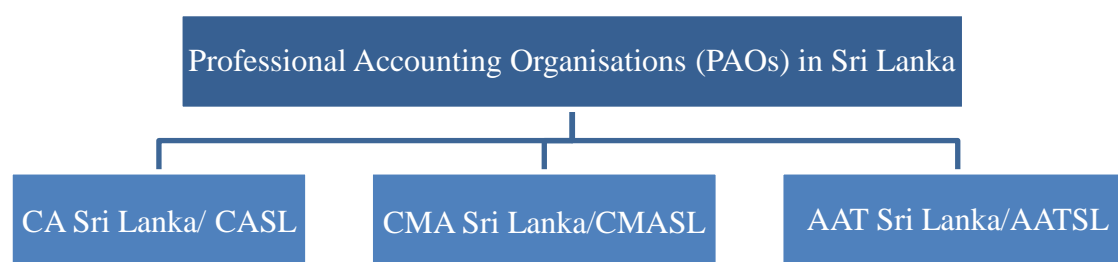 Professional Accounting Organisations (PAOs) in Sri Lanka
CA Sri Lanka/ CASL
CMA Sri Lanka/CMASL
AAT Sri Lanka/AATSL